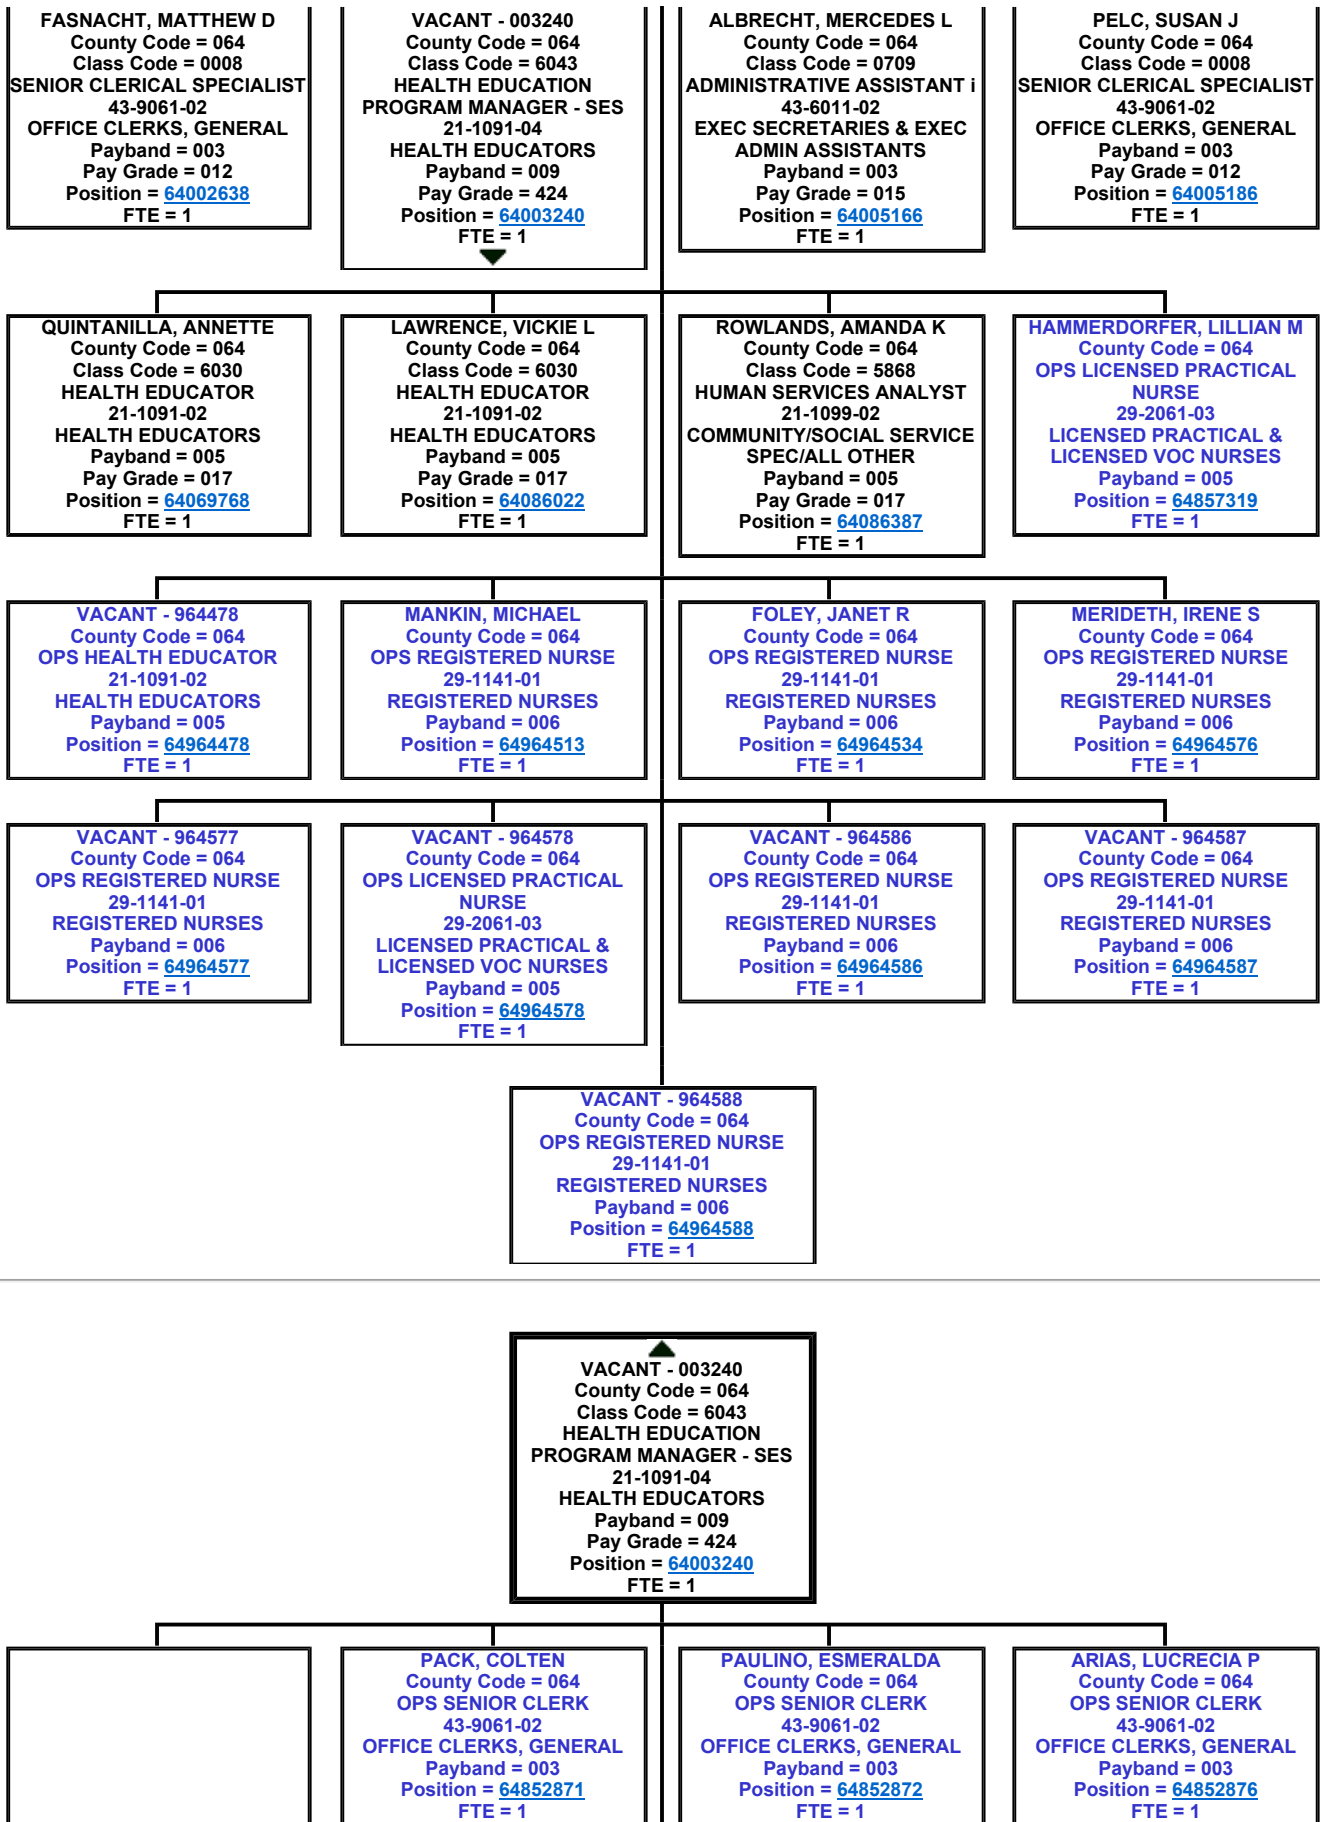 FASNACHT, MATTHEW D
County Code = 064
Class Code = 0008
SENIOR CLERICAL SPECIALIST
43-9061-02
OFFICE CLERKS, GENERAL
Payband = 003
Pay Grade = 012
Position = 64002638
FTE = 1
VACANT - 003240
County Code = 064
Class Code = 6043
HEALTH EDUCATION
PROGRAM MANAGER - SES
21-1091-04
HEALTH EDUCATORS
Payband = 009
Pay Grade = 424
Position = 64003240
FTE = 1
ALBRECHT, MERCEDES L
County Code = 064
Class Code = 0709
ADMINISTRATIVE ASSISTANT i
43-6011-02
EXEC SECRETARIES & EXEC
ADMIN ASSISTANTS
Payband = 003
Pay Grade = 015
Position = 64005166
FTE = 1
PELC, SUSAN J
County Code = 064
Class Code = 0008
SENIOR CLERICAL SPECIALIST
43-9061-02
OFFICE CLERKS, GENERAL
Payband = 003
Pay Grade = 012
Position = 64005186
FTE = 1
QUINTANILLA, ANNETTE
County Code = 064
Class Code = 6030
HEALTH EDUCATOR
21-1091-02
HEALTH EDUCATORS
Payband = 005
Pay Grade = 017
Position = 64069768
FTE = 1
LAWRENCE, VICKIE L
County Code = 064
Class Code = 6030
HEALTH EDUCATOR
21-1091-02
HEALTH EDUCATORS
Payband = 005
Pay Grade = 017
Position = 64086022
FTE = 1
ROWLANDS, AMANDA K
County Code = 064
Class Code = 5868
HUMAN SERVICES ANALYST
21-1099-02
COMMUNITY/SOCIAL SERVICE
SPEC/ALL OTHER
Payband = 005
Pay Grade = 017
Position = 64086387
FTE = 1
HAMMERDORFER, LILLIAN M
County Code = 064
OPS LICENSED PRACTICAL
NURSE
29-2061-03
LICENSED PRACTICAL &
LICENSED VOC NURSES
Payband = 005
Position = 64857319
FTE = 1
VACANT - 964478
County Code = 064
OPS HEALTH EDUCATOR
21-1091-02
HEALTH EDUCATORS
Payband = 005
Position = 64964478
FTE = 1
MANKIN, MICHAEL
County Code = 064
OPS REGISTERED NURSE
29-1141-01
REGISTERED NURSES
Payband = 006
Position = 64964513
FTE = 1
FOLEY, JANET R
County Code = 064
OPS REGISTERED NURSE
29-1141-01
REGISTERED NURSES
Payband = 006
Position = 64964534
FTE = 1
MERIDETH, IRENE S
County Code = 064
OPS REGISTERED NURSE
29-1141-01
REGISTERED NURSES
Payband = 006
Position = 64964576
FTE = 1
VACANT - 964577
County Code = 064
OPS REGISTERED NURSE
29-1141-01
REGISTERED NURSES
Payband = 006
Position = 64964577
FTE = 1
VACANT - 964578
County Code = 064
OPS LICENSED PRACTICAL
NURSE
29-2061-03
LICENSED PRACTICAL &
LICENSED VOC NURSES
Payband = 005
Position = 64964578
FTE = 1
VACANT - 964586
County Code = 064
OPS REGISTERED NURSE
29-1141-01
REGISTERED NURSES
Payband = 006
Position = 64964586
FTE = 1
VACANT - 964587
County Code = 064
OPS REGISTERED NURSE
29-1141-01
REGISTERED NURSES
Payband = 006
Position = 64964587
FTE = 1
VACANT - 964588
County Code = 064
OPS REGISTERED NURSE
29-1141-01
REGISTERED NURSES
Payband = 006
Position = 64964588
FTE = 1
VACANT - 003240
County Code = 064
Class Code = 6043
HEALTH EDUCATION
PROGRAM MANAGER - SES
21-1091-04
HEALTH EDUCATORS
Payband = 009
Pay Grade = 424
Position = 64003240
FTE = 1
PACK, COLTEN
County Code = 064
OPS SENIOR CLERK
43-9061-02
OFFICE CLERKS, GENERAL
Payband = 003
Position = 64852871
FTE = 1
PAULINO, ESMERALDA
County Code = 064
OPS SENIOR CLERK
43-9061-02
OFFICE CLERKS, GENERAL
Payband = 003
Position = 64852872
FTE = 1
ARIAS, LUCRECIA P
County Code = 064
OPS SENIOR CLERK
43-9061-02
OFFICE CLERKS, GENERAL
Payband = 003
Position = 64852876
FTE = 1